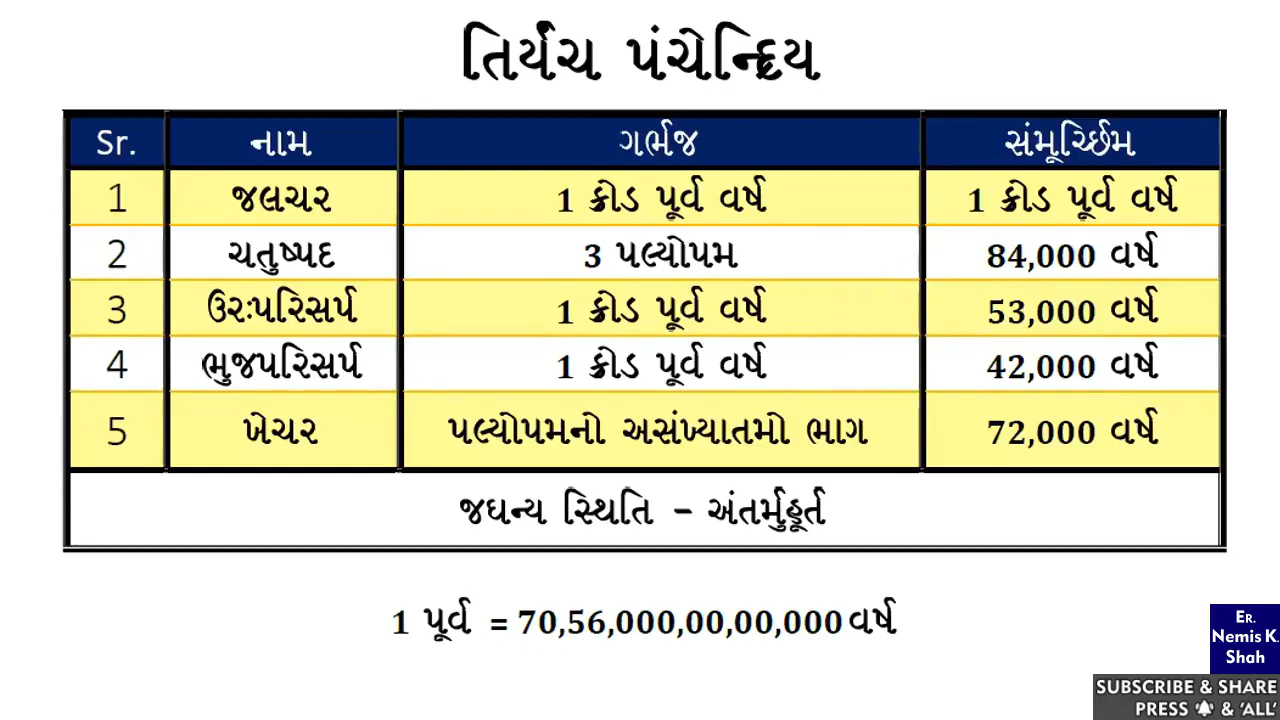 તિર્યંચ પંચેન્દ્રિય
Sr. નામ ગર્ભજ સંમૂર્ચ્છિમ
1 જલચર 1 ક્રોડ પૂર્વ વર્ષ 1 ક્રોડ પૂર્વ વર્ષ
2 ચતુષ્પદ 3 પલ્યોપમ 84,000 વર્ષ
3 ઉરઃપરિસર્પ 1 ક્રોડ પૂર્વ વર્ષ 53,000 વર્ષ
4 ભુજપરિસર્પ 1 ક્રોડ પૂર્વ વર્ષ 42,000 વર્ષ
5 ખેચર પલ્યોપમનો અસંખ્યાતમો ભાગ 72,000 વર્ષ
જઘન્ય સ્થિતિ – અંતર્મુહૂર્ત
1 પૂર્વ = 70,56,000,00,00,000 વર્ષ
ER.
Nemis K.
Shah
SUBSCRIBE & SHARE
PRESS & 'ALL'